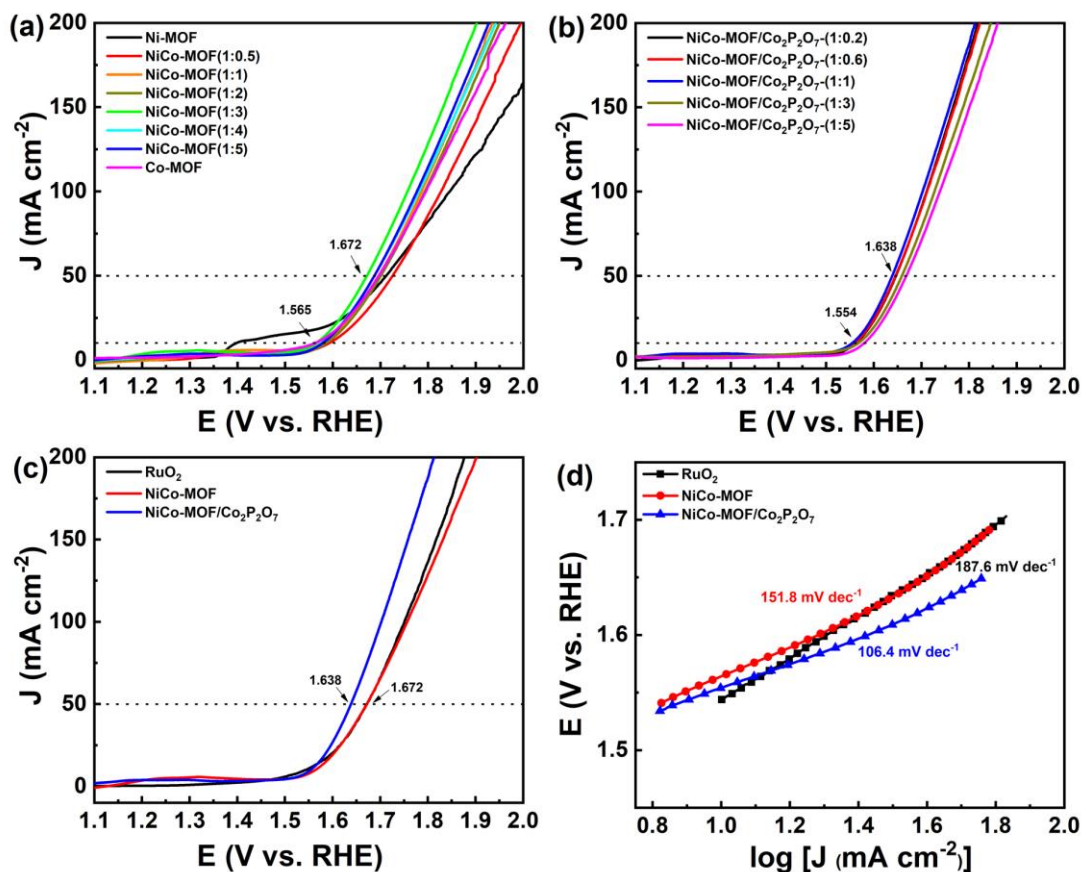 (a)
Ni-MOF
NiCo-MOF(1:0.5)
NiCo-MOF(1:1)
NiCo-MOF(1:2)
NiCo-MOF(1:3)
NiCo-MOF(1:4)
NiCo-MOF(1:5)
Co-MOF
1.672
1.565
200
150
100
50
0
J (mA cm⁻²)
1.1 1.2 1.3 1.4 1.5 1.6 1.7 1.8 1.9 2.0
E (V vs. RHE)
(b)
NiCo-MOF/Co₂P₂O₇-(1:0.2)
NiCo-MOF/Co₂P₂O₇-(1:0.6)
NiCo-MOF/Co₂P₂O₇-(1:1)
NiCo-MOF/Co₂P₂O₇-(1:3)
NiCo-MOF/Co₂P₂O₇-(1:5)
1.638
1.554
200
150
100
50
0
J (mA cm⁻²)
1.1 1.2 1.3 1.4 1.5 1.6 1.7 1.8 1.9 2.0
E (V vs. RHE)
(c)
RuO₂
NiCo-MOF
NiCo-MOF/Co₂P₂O₇
1.638
1.672
200
150
100
50
0
J (mA cm⁻²)
1.1 1.2 1.3 1.4 1.5 1.6 1.7 1.8 1.9 2.0
E (V vs. RHE)
(d)
RuO₂
NiCo-MOF
NiCo-MOF/Co₂P₂O₇
187.6 mV dec⁻¹
151.8 mV dec⁻¹
106.4 mV dec⁻¹
1.7
1.6
1.5
E (V vs. RHE)
0.8 1.0 1.2 1.4 1.6 1.8 2.0
log [J (mA cm⁻²)]